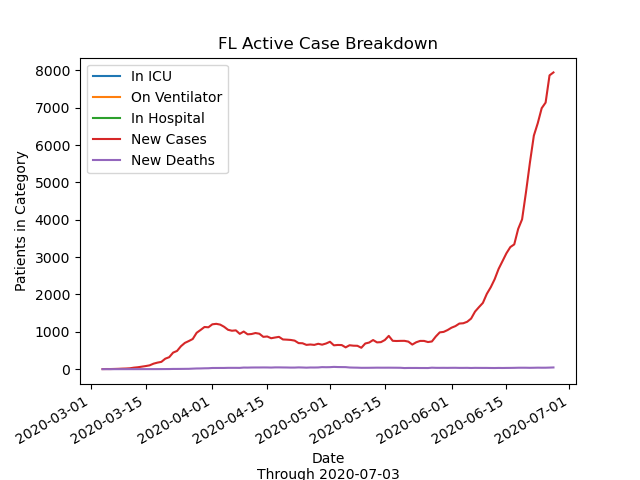 FL Active Case Breakdown
In ICU
On Ventilator
In Hospital
New Cases
New Deaths
Patients in Category
8000
7000
6000
5000
4000
3000
2000
1000
0
2020-03-01
2020-03-15
2020-04-01
2020-04-15
2020-05-01
2020-05-15
2020-06-01
2020-06-15
2020-07-01
Date
Through 2020-07-03